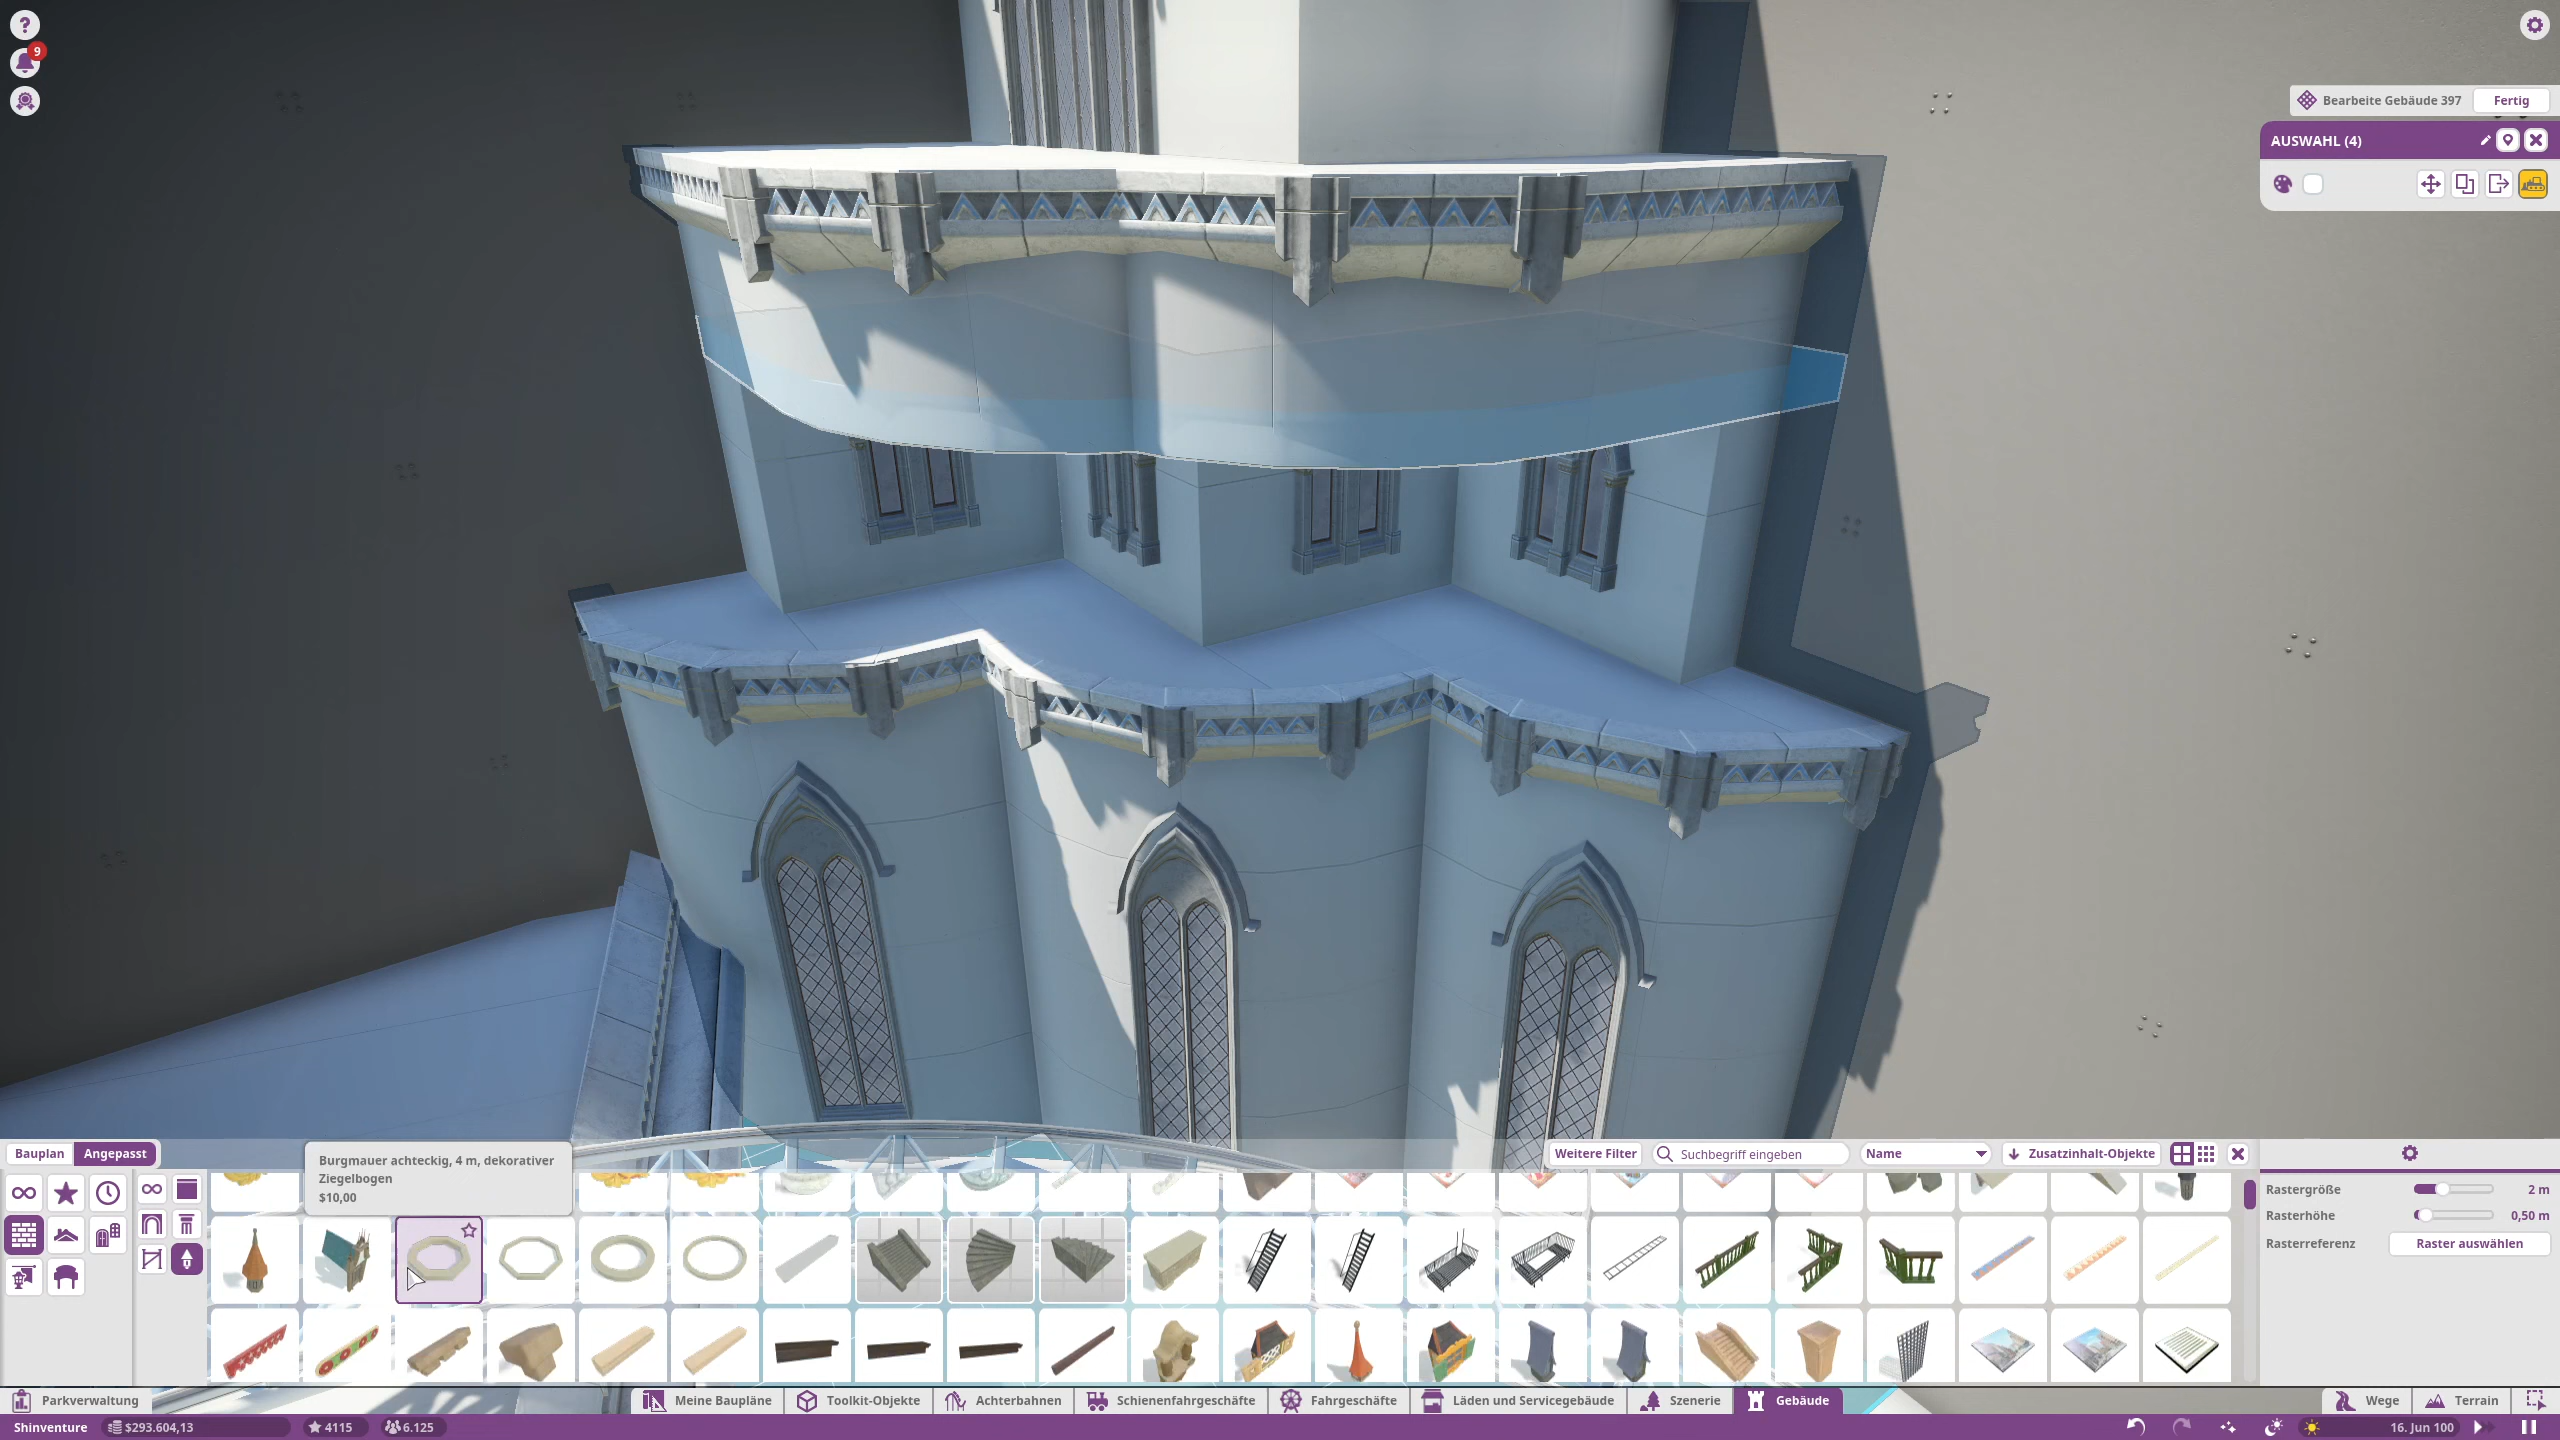 ?
9
Bearbeite Gebäude 397
Fertig
AUSWAHL (4)
Bauplan
Angepasst
Burgmauer achteckig, 4 m, dekorativer
Ziegelbogen
$10,00
Weitere Filter
Suchbegriff eingeben
Name
Zusatzinhalt-Objekte
Rastergröße
2 m
Rasterhöhe
0,50 m
Rasterreferenz
Raster auswählen
Parkverwaltung
Meine Baupläne
Toolkit-Objekte
Achterbahnen
Schienenfahrgeschäfte
Fahrgeschäfte
Läden und Servicegebäude
Szenerie
Gebäude
Wege
Terrain
Shinventure
$293.604,13
4115
6.125
16. Jun 100